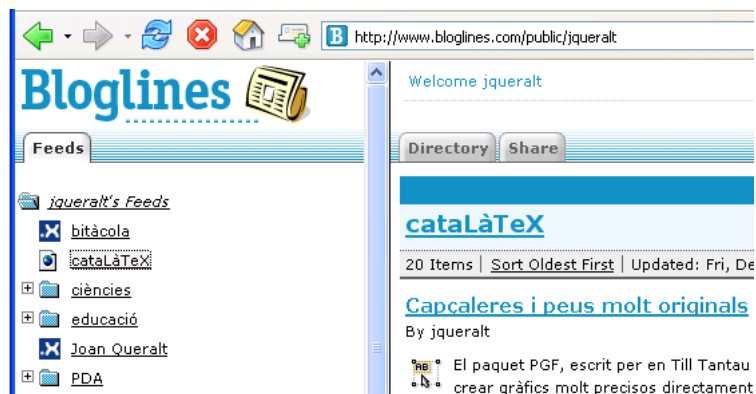 http://www.bloglines.com/public/jqueralt
Bloglines
Feeds
jqueralt's Feeds
bitàcola
cataLàTeX
ciències
educació
Joan Queralt
PDA
Welcome jqueralt
Directory Share
cataLàTeX
20 Items | Sort Oldest First | Updated: Fri, De
Capçaleres i peus molt originals
By jqueralt
El paquet PGF, escrit per en Till Tantau
crear gràfics molt precisos directament